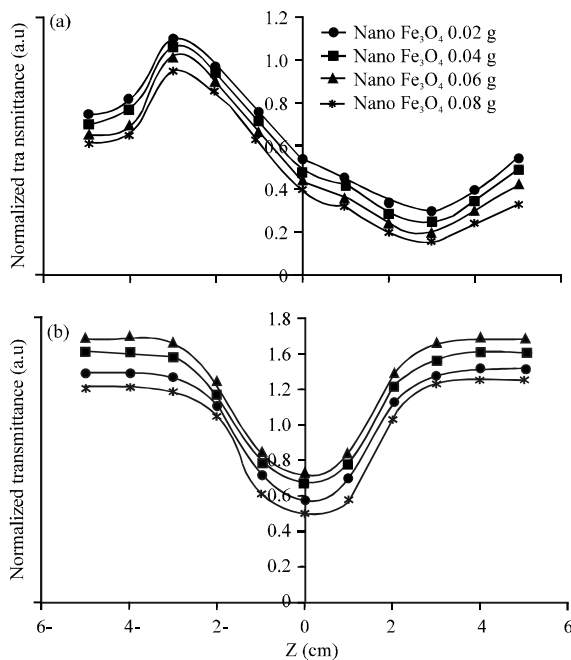 (a)
Normalized tra nsmittance (a.u)
1.2
1.0
0.8
0.6
0.4
0.2
0
Nano Fe₃O₄ 0.02 g
Nano Fe₃O₄ 0.04 g
Nano Fe₃O₄ 0.06 g
Nano Fe₃O₄ 0.08 g
(b)
Normalized transmittance (a.u)
1.8
1.6
1.2
1.0
0.8
0.6
0.4
0.2
0
6- 4- 2- 0 2 4 6
Z (cm)